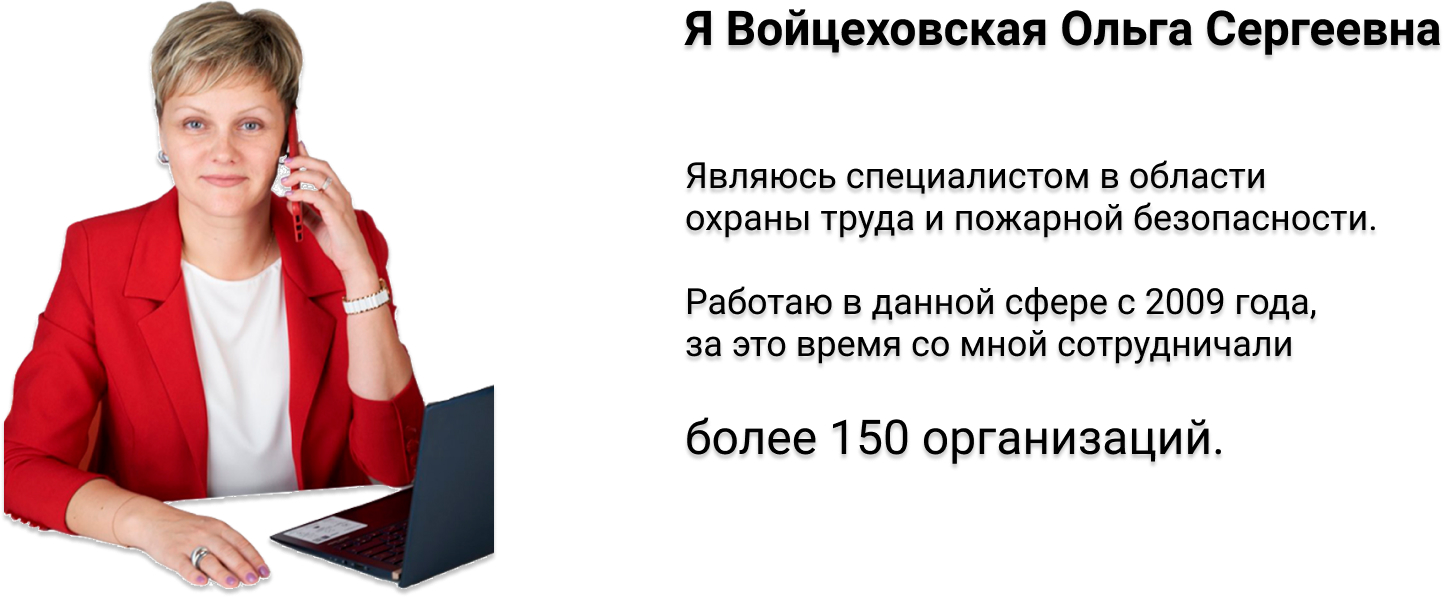 Я Войцеховская Ольга Сергеевна
Являюсь специалистом в области
охраны труда и пожарной безопасности.
Работаю в данной сфере с 2009 года,
за это время со мной сотрудничали
более 150 организаций.